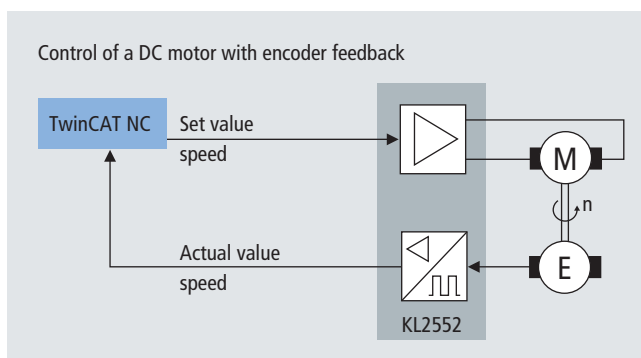 Control of a DC motor with encoder feedback
TwinCAT NC
Set value
speed
M
n
Actual value
speed
E
KL2552